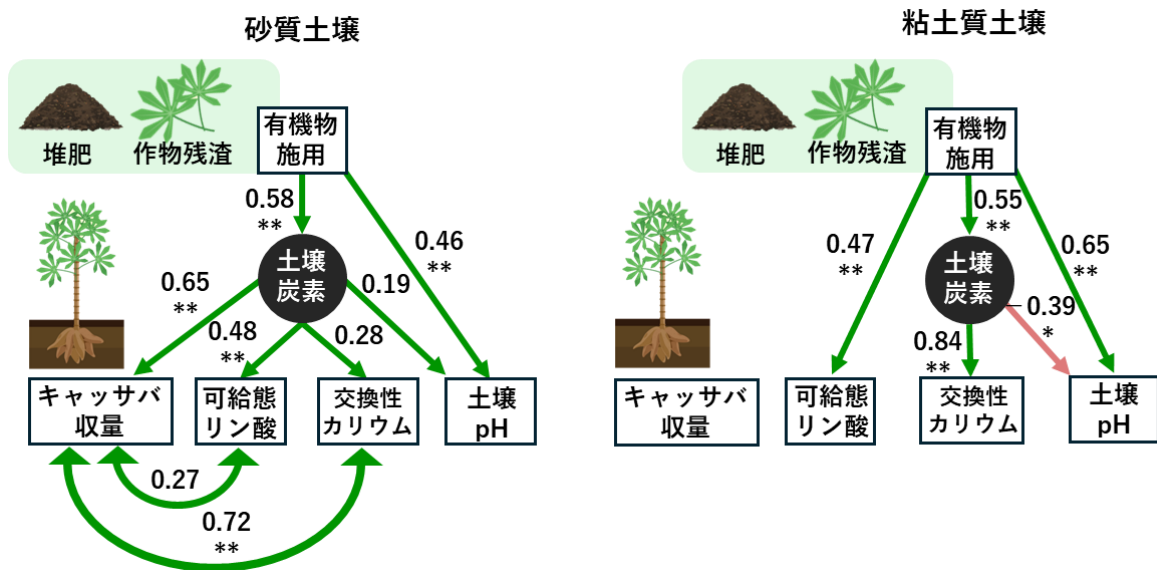 砂質土壌
堆肥
作物残渣
有機物
施用
0.58
**
0.46
**
土壌
炭素
0.65
**
0.48
**
0.28
0.19
キャッサバ
収量
可給態
リン酸
交換性
カリウム
土壌
pH
0.27
0.72
**
粘土質土壌
堆肥
作物残渣
有機物
施用
0.47
**
0.55
**
0.65
**
土壌
炭素
−0.39
*
0.84
**
キャッサバ
収量
可給態
リン酸
交換性
カリウム
土壌
pH